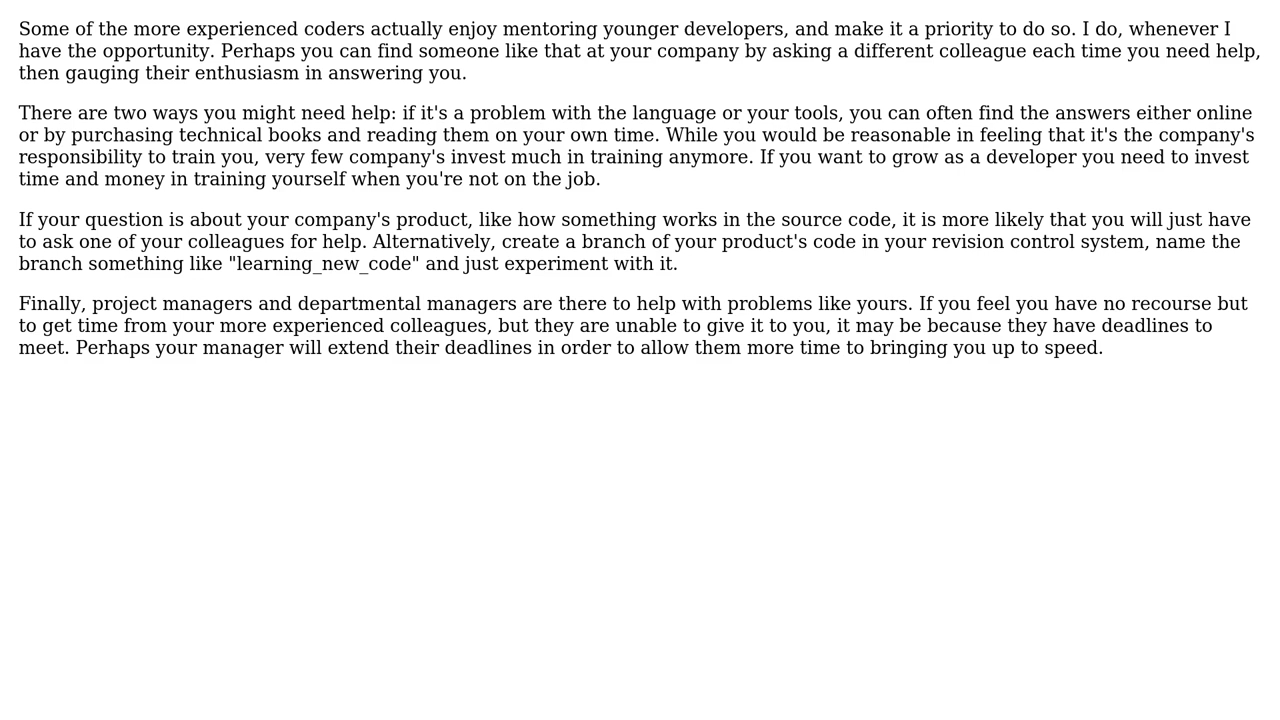 Some of the more experienced coders actually enjoy mentoring younger developers, and make it a priority to do so. I do, whenever I
have the opportunity. Perhaps you can find someone like that at your company by asking a different colleague each time you need help,
then gauging their enthusiasm in answering you.
There are two ways you might need help: if it's a problem with the language or your tools, you can often find the answers either online
or by purchasing technical books and reading them on your own time. While you would be reasonable in feeling that it's the company's
responsibility to train you, very few company's invest much in training anymore. If you want to grow as a developer you need to invest
time and money in training yourself when you're not on the job.
If your question is about your company's product, like how something works in the source code, it is more likely that you will just have
to ask one of your colleagues for help. Alternatively, create a branch of your product's code in your revision control system, name the
branch something like "learning_new_code" and just experiment with it.
Finally, project managers and departmental managers are there to help with problems like yours. If you feel you have no recourse but
to get time from your more experienced colleagues, but they are unable to give it to you, it may be because they have deadlines to
meet. Perhaps your manager will extend their deadlines in order to allow them more time to bringing you up to speed.